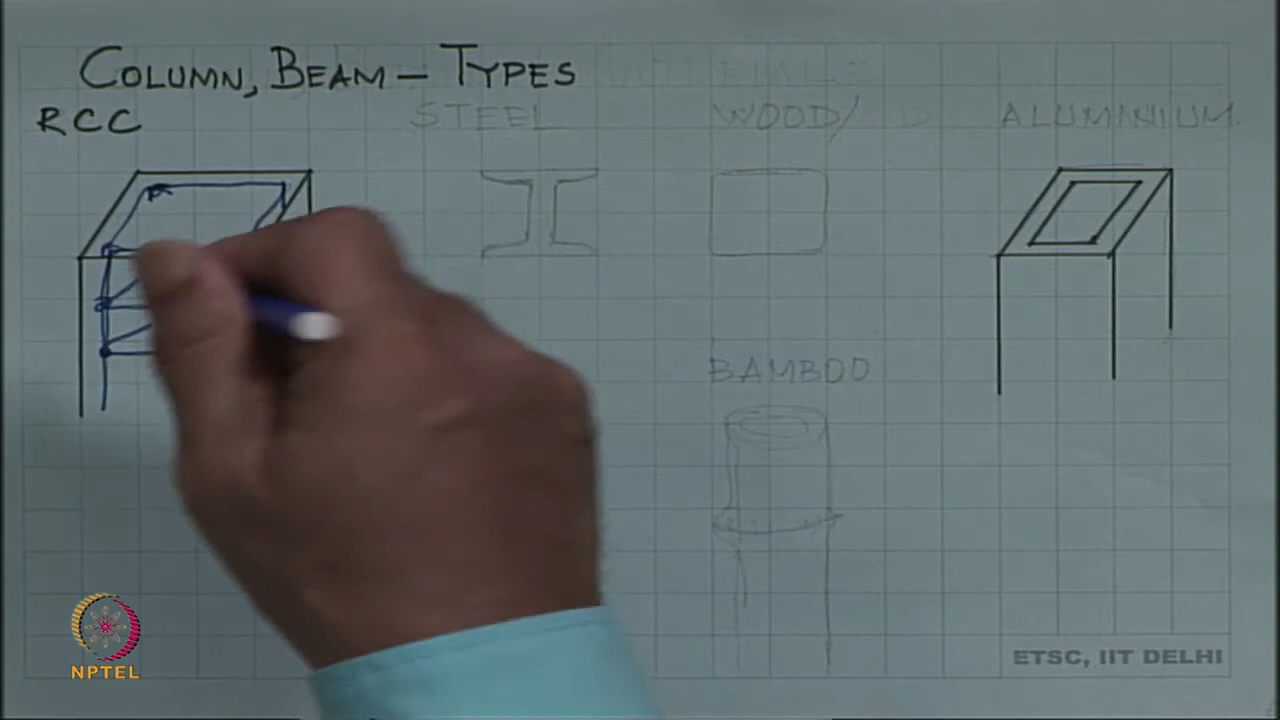 COLUMN, BEAM – TYPES
RCC STEEL WOOD/ ALUMINIUM
BAMBOO
NPTEL
ETSC, IIT DELHI